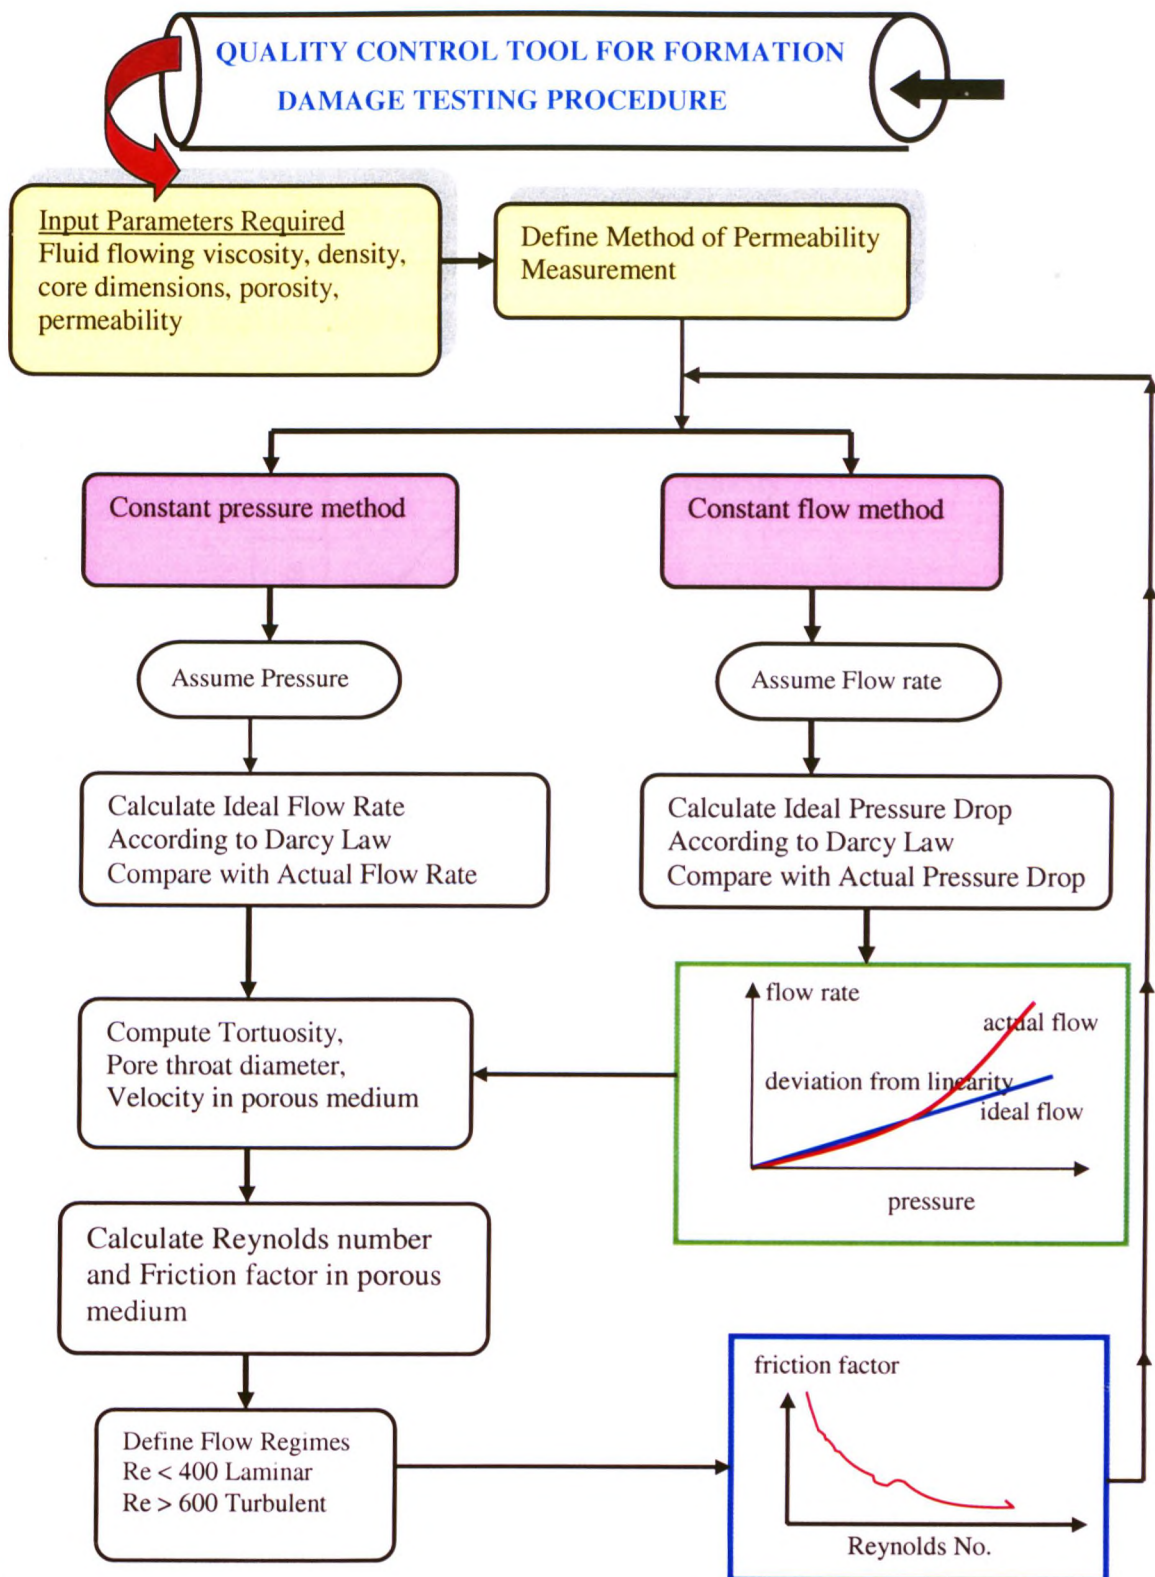 QUALITY CONTROL TOOL FOR FORMATION
DAMAGE TESTING PROCEDURE
Input Parameters Required
Fluid flowing viscosity, density,
core dimensions, porosity,
permeability
Define Method of Permeability
Measurement
Constant pressure method
Constant flow method
Assume Pressure
Assume Flow rate
Calculate Ideal Flow Rate
According to Darcy Law
Compare with Actual Flow Rate
Calculate Ideal Pressure Drop
According to Darcy Law
Compare with Actual Pressure Drop
flow rate
actual flow
deviation from linearity
ideal flow
pressure
Compute Tortuosity,
Pore throat diameter,
Velocity in porous medium
Calculate Reynolds number
and Friction factor in porous
medium
Define Flow Regimes
Re < 400 Laminar
Re > 600 Turbulent
friction factor
Reynolds No.